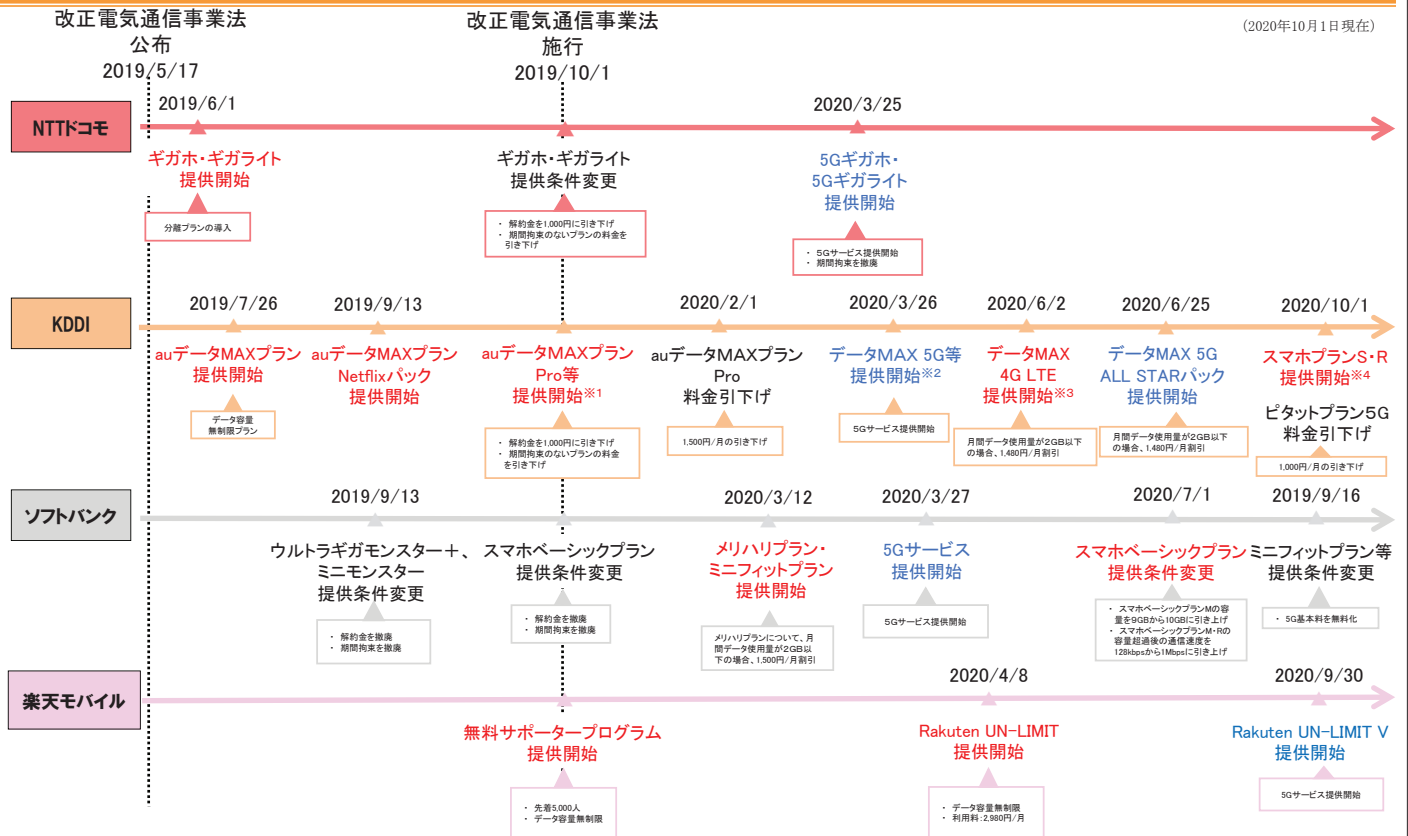 改正電気通信事業法
公布
2019/5/17
改正電気通信事業法
施行
2019/10/1
(2020年10月1日現在)
NTTドコモ
2019/6/1
ギガホ・ギガライト
提供開始
分離プランの導入
ギガホ・ギガライト
提供条件変更
・ 解約金を1,000円に引き下げ
・ 期間拘束のないプランの料金を
引き下げ
2020/3/25
5Gギガホ・
5Gギガライト
提供開始
・ 5Gサービス提供開始
・ 期間拘束を撤廃
KDDI
2019/7/26
auデータMAXプラン
提供開始
データ容量
無制限プラン
2019/9/13
auデータMAXプラン
Netflixパック
提供開始
auデータMAXプラン
Pro等
提供開始※1
・ 解約金を1,000円に引き下げ
・ 期間拘束のないプランの料金
を引き下げ
2020/2/1
auデータMAXプラン
Pro
料金引下げ
1,500円/月の引き下げ
2020/3/26
データMAX 5G等
提供開始※2
5Gサービス提供開始
2020/6/2
データMAX
4G LTE
提供開始※3
月間データ使用量が2GB以下
の場合、1,480円/月割引
2020/6/25
データMAX 5G
ALL STARパック
提供開始
月間データ使用量が2GB以下
の場合、1,480円/月割引
2020/10/1
スマホプランS・R
提供開始※4
ピタットプラン5G
料金引下げ
1,000円/月の引き下げ
ソフトバンク
2019/9/13
ウルトラギガモンスター＋、
ミニモンスター
提供条件変更
・ 解約金を撤廃
・ 期間拘束を撤廃
スマホベーシックプラン
提供条件変更
・ 解約金を撤廃
・ 期間拘束を撤廃
2020/3/12
メリハリプラン・
ミニフィットプラン
提供開始
メリハリプランについて、月
間データ使用量が2GB以
下の場合、1,500円/月割引
2020/3/27
5Gサービス
提供開始
5Gサービス提供開始
2020/7/1
スマホベーシックプラン
提供条件変更
・ スマホベーシックプランMの容
量を9GBから10GBに引き上げ
・ スマホベーシックプランM・Rの
容量超過後の通信速度を
128kbpsから1Mbpsに引き上げ
2019/9/16
ミニフィットプラン等
提供条件変更
・ 5G基本料を無料化
楽天モバイル
無料サポータープログラム
提供開始
・ 先着5,000人
・ データ容量無制限
2020/4/8
Rakuten UN-LIMIT
提供開始
・ データ容量無制限
・ 利用料：2,980円/月
2020/9/30
Rakuten UN-LIMIT V
提供開始
5Gサービス提供開始